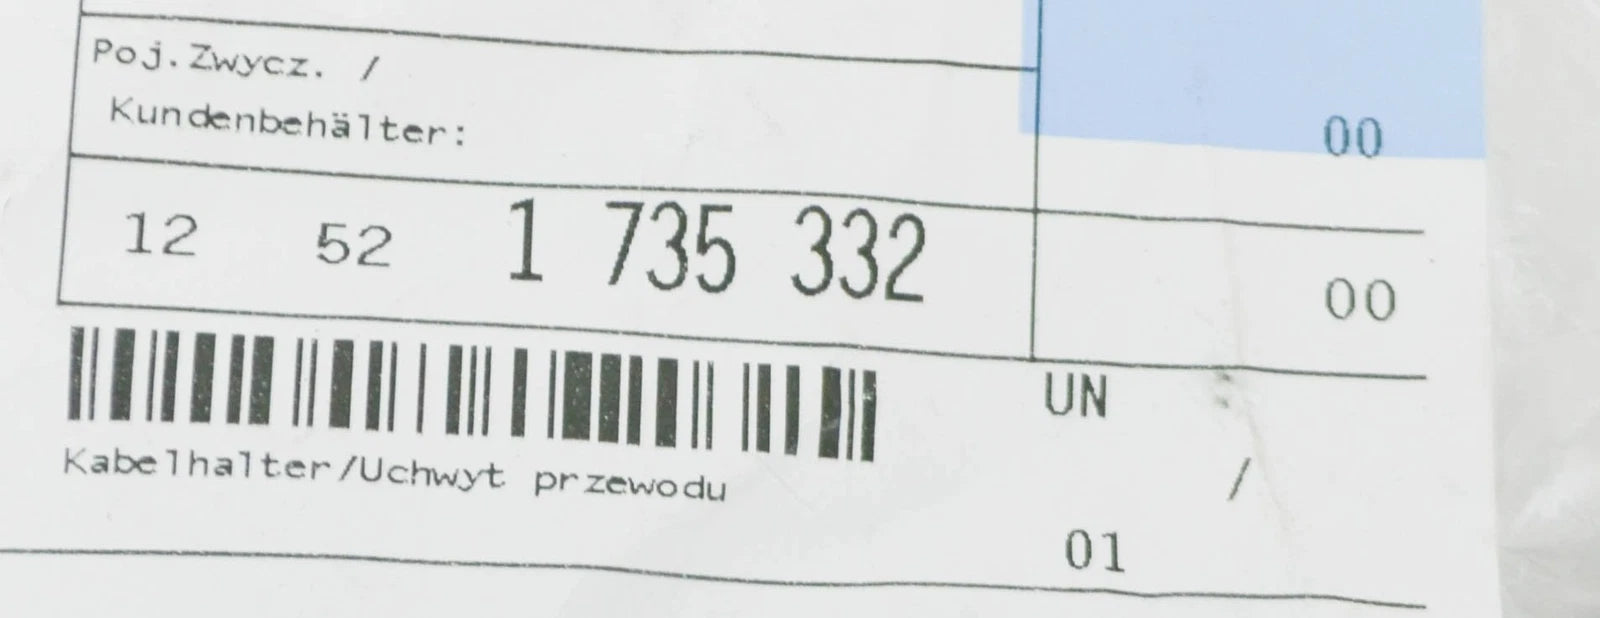 Poj.Zwycz. /
Kundenbehälter:
00
12 52 1 735 332 00
UN
Kabelhalter/Uchwyt przewodu
/
01